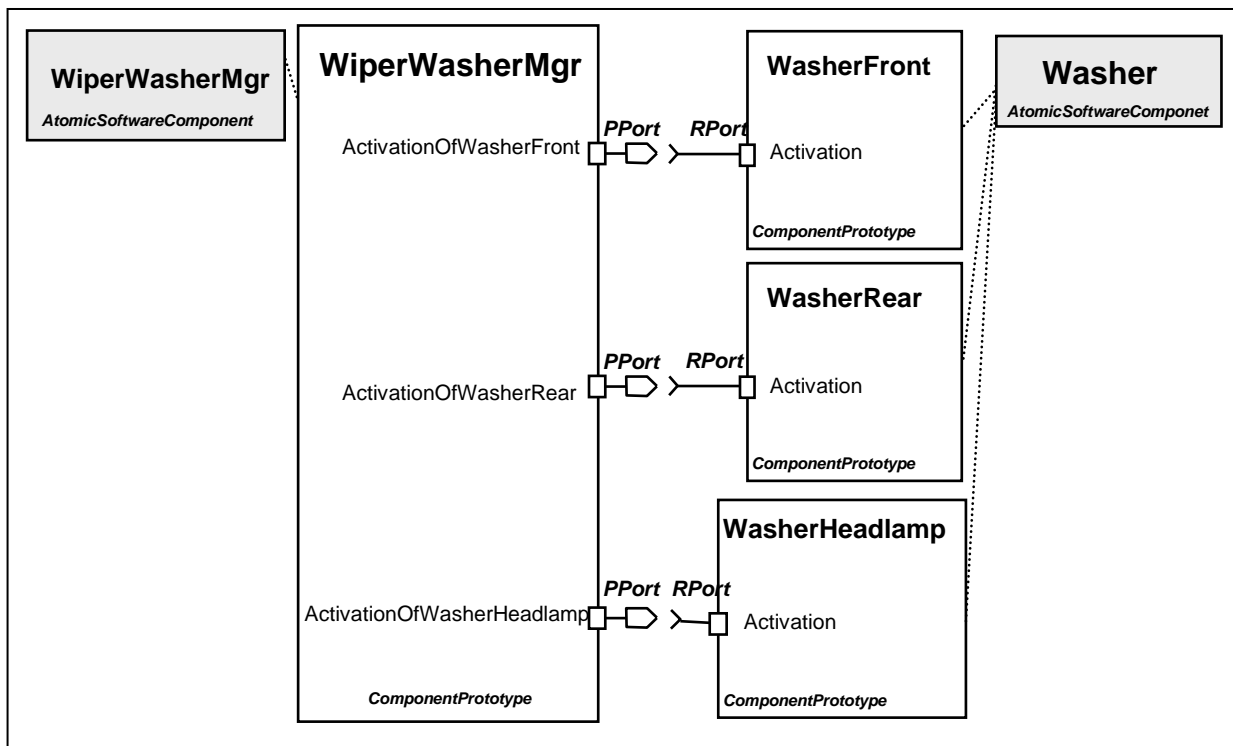 WiperWasherMgr
AtomicSoftwareComponent
WiperWasherMgr
ActivationOfWasherFront
ActivationOfWasherRear
ActivationOfWasherHeadlamp
ComponentPrototype
PPort
RPort
PPort
RPort
PPort
RPort
WasherFront
Activation
ComponentPrototype
WasherRear
Activation
ComponentPrototype
WasherHeadlamp
Activation
ComponentPrototype
Washer
AtomicSoftwareComponet